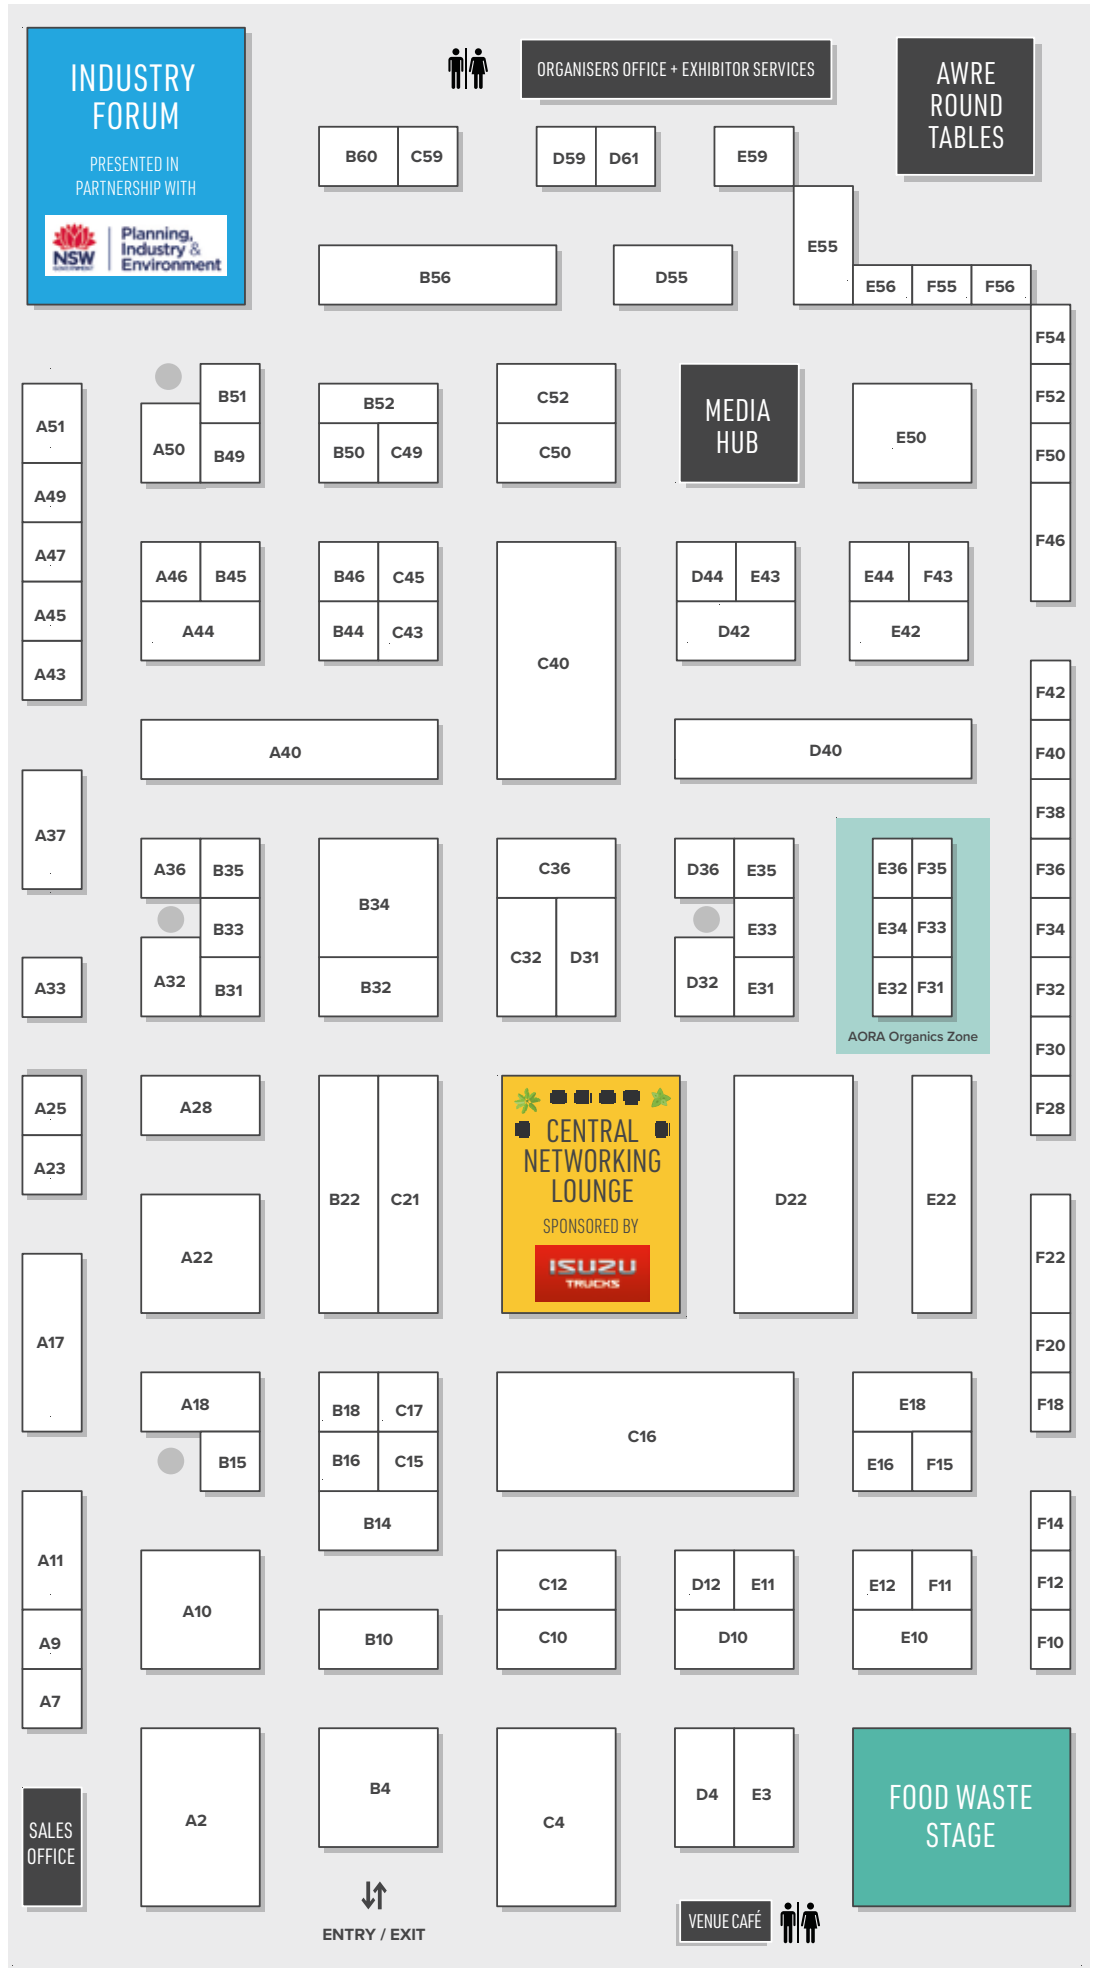 INDUSTRY
FORUM
PRESENTED IN
PARTNERSHIP WITH
NSW
GOVERNMENT
Planning,
Industry &
Environment
ORGANISERS OFFICE + EXHIBITOR SERVICES
AWRE
ROUND
TABLES
B60 C59 D59 D61 E59
E55
B56 D55
E56 F55 F56
F54
A51 A50 B51 B49
B52
B50 C49
C52
C50
MEDIA
HUB
E50
F52
F50
F46
A49
A47
A45
A43
A46 B45
A44
B46 C45
B44 C43
C40
D44 E43
D42
E44 F43
E42
F42
A40
D40
F40
F38
A37
A36 B35
B33
A32 B31
B34
B32
C36
C32 D31
D36 E35
E33
D32 E31
E36 F35
E34 F33
E32 F31
AORA Organics Zone
F36
F34
F32
F30
F28
A33
A25
A23
A28
A22
B22 C21
CENTRAL
NETWORKING
LOUNGE
SPONSORED BY
ISUZU
TRUCKS
D22
E22
F22
F20
F18
A17
A18
B15
B18 C17
B16 C15
B14
C16
E18
E16 F15
F14
F12
F10
A11
A9
A7
A10
B10
C12
C10
D12 E11
D10
E12 F11
E10
SALES
OFFICE
A2
B4
C4
D4 E3
FOOD WASTE
STAGE
ENTRY / EXIT
VENUE CAFÉ